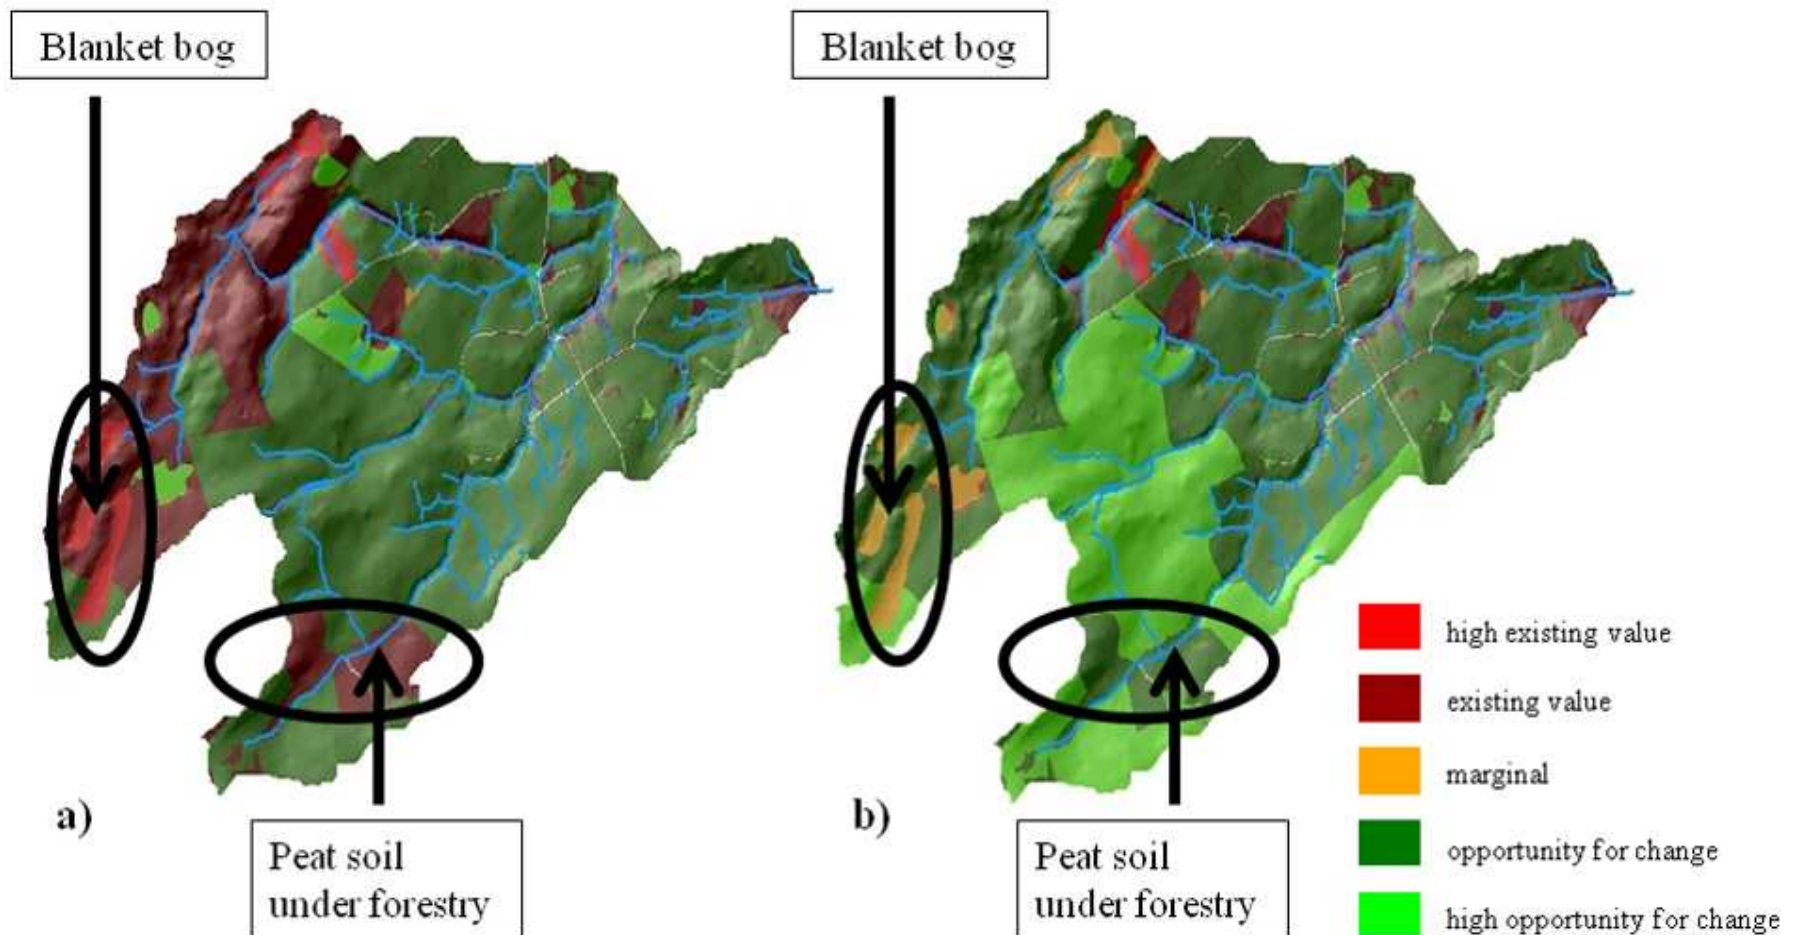 Blanket bog
Blanket bog
high existing value
existing value
marginal
opportunity for change
high opportunity for change
a)
b)
Peat soil
under forestry
Peat soil
under forestry